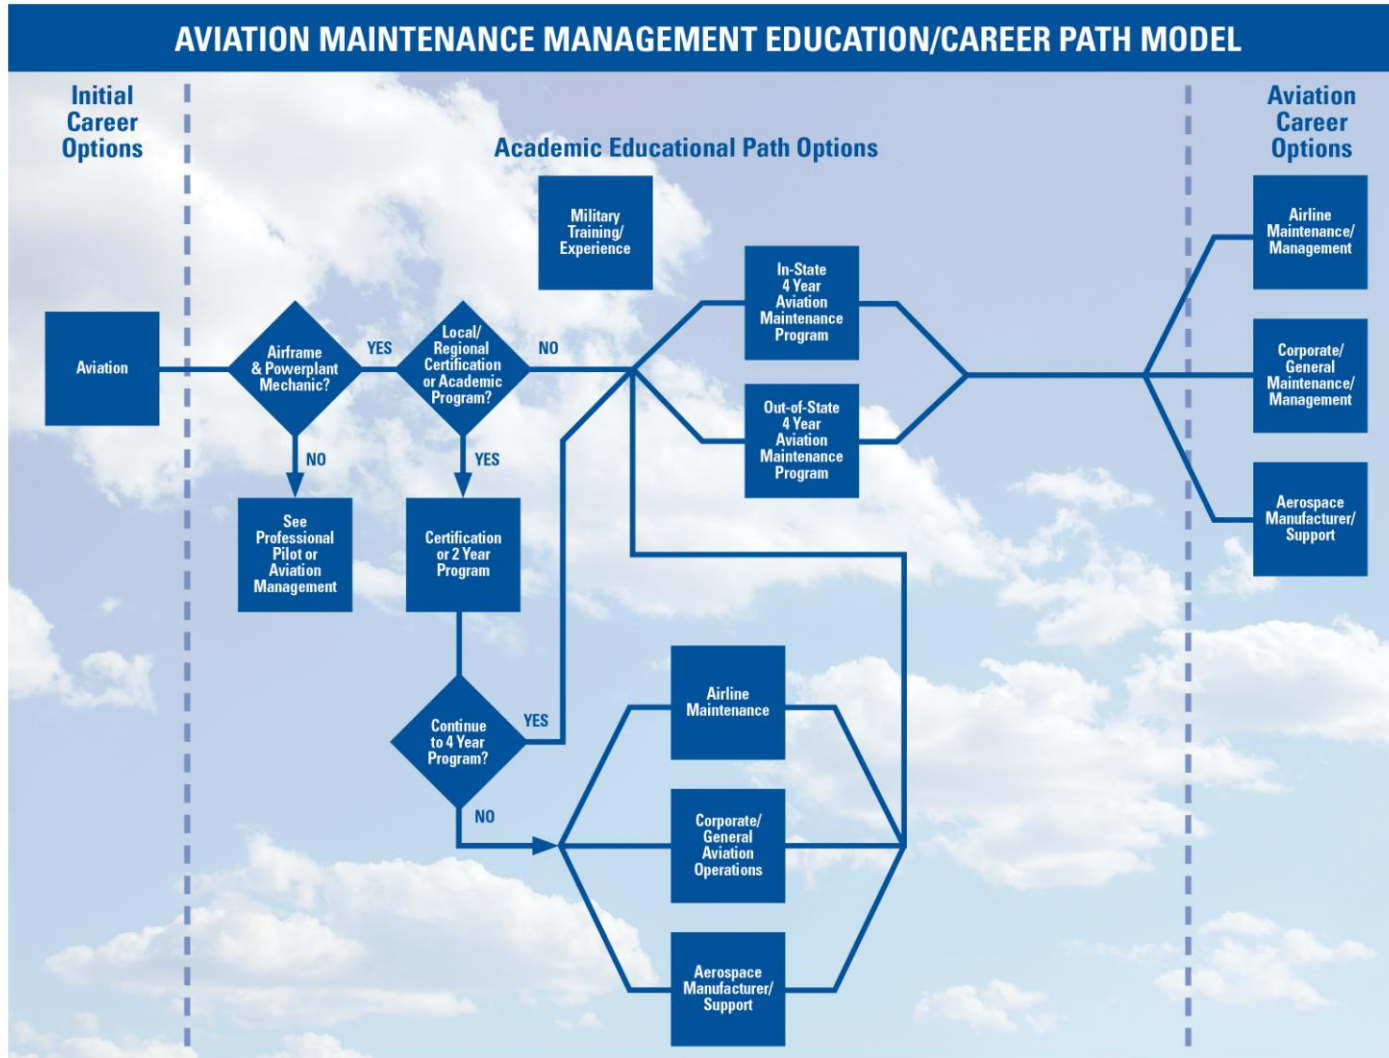 AVIATION MAINTENANCE MANAGEMENT EDUCATION/CAREER PATH MODEL
Initial
Career
Options
Academic Educational Path Options
Aviation
Career
Options
Military
Training/
Experience
Airline
Maintenance/
Management
In-State
4 Year
Aviation
Maintenance
Program
Aviation
Airframe
& Powerplant
Mechanic?
YES
Local/
Regional
Certification
or Academic
Program?
NO
Corporate/
General
Maintenance/
Management
Out-of-State
4 Year
Aviation
Maintenance
Program
NO
YES
See
Professional
Pilot or
Aviation
Management
Certification
or 2 Year
Program
Aerospace
Manufacturer/
Support
Continue
to 4 Year
Program?
YES
NO
Airline
Maintenance
Corporate/
General
Aviation
Operations
Aerospace
Manufacturer/
Support